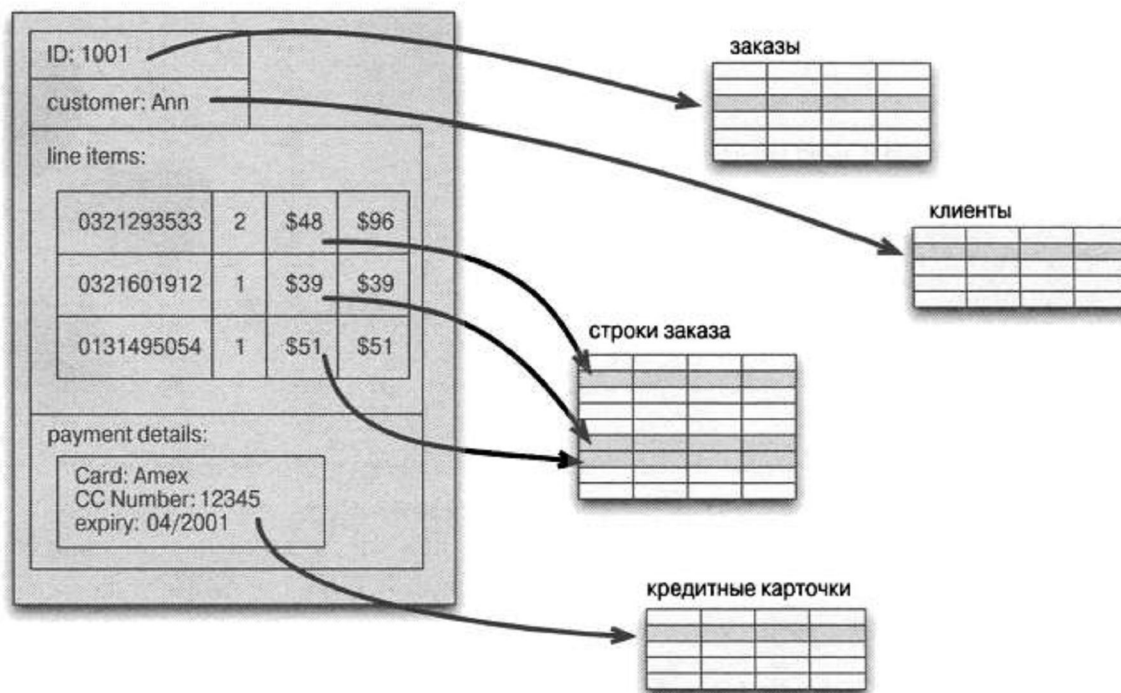 ID: 1001
customer: Ann
line items:
0321293533 2 $48 $96
0321601912 1 $39 $39
0131495054 1 $51 $51
payment details:
Card: Amex
CC Number: 12345
expiry: 04/2001
заказы
клиенты
строки заказа
кредитные карточки